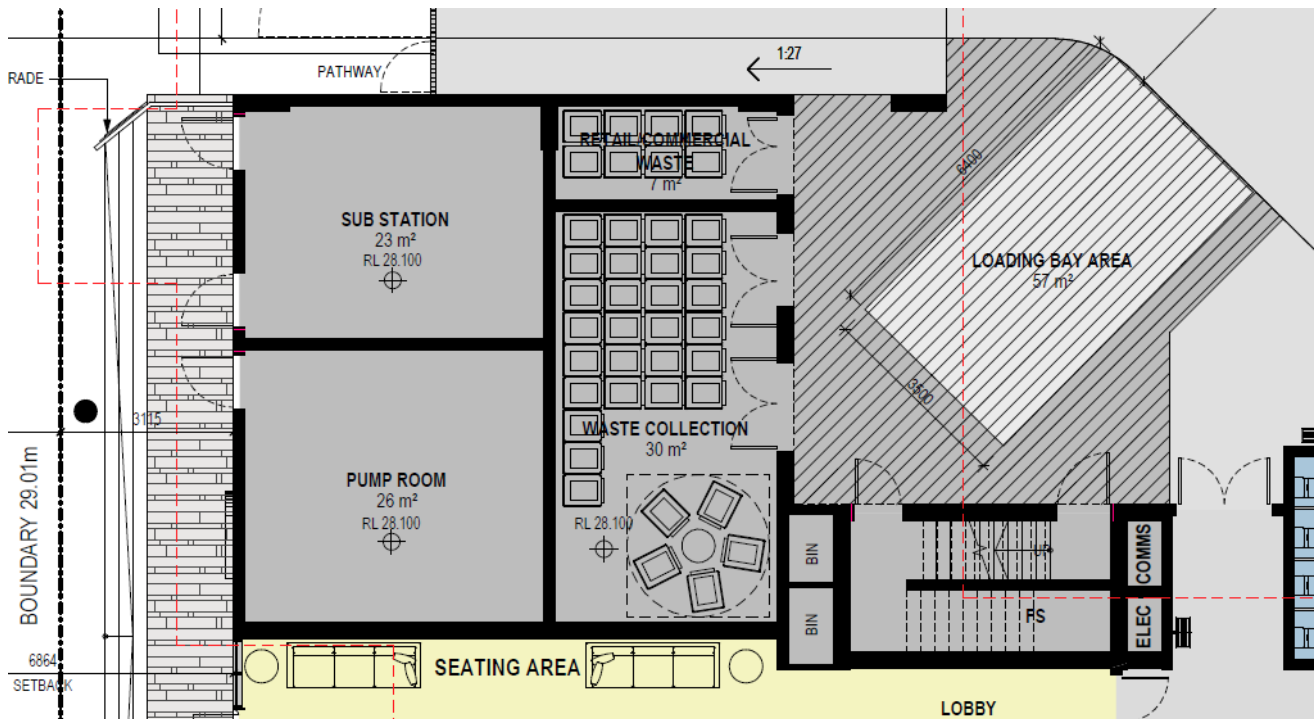 1:27
PATHWAY
RADE
RETAIL/COMMERCIAL
WASTE
7 m²
6400
SUB STATION
23 m²
RL 28.100
LOADING BAY AREA
57 m²
3500
3115
WASTE COLLECTION
30 m²
PUMP ROOM
26 m²
RL 28.100
RL 28.100
BOUNDARY 29.01m
BIN
UP
COMMS
BIN
FS
ELEC
6864
SETBACK
SEATING AREA
LOBBY